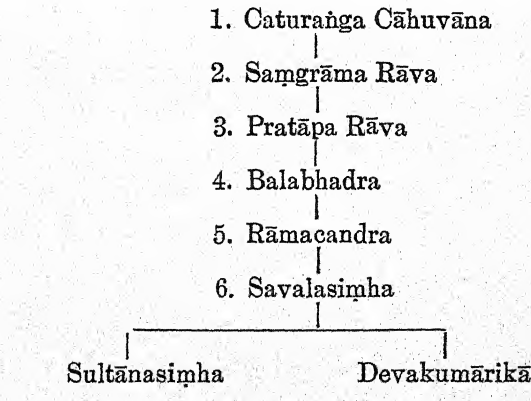 1. Caturaṅga Cāhuvāna
2. Saṃgrāma Rāva
3. Pratāpa Rāva
4. Balabhadra
5. Rāmacandra
6. Savalasiṃha
Sultānasiṃha Devakumārikā